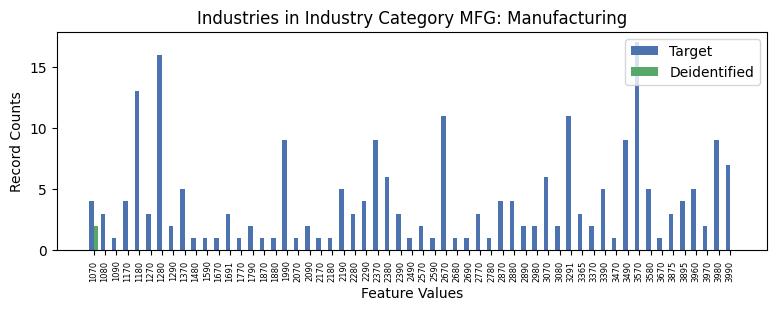 Industries in Industry Category MFG: Manufacturing
Target
Deidentified
Record Counts
15
10
5
0
1070 1080 1090 1170 1180 1270 1280 1290 1370 1480 1590 1670 1691 1770 1790 1870 1880 1990 2070 2090 2170 2180 2190 2280 2290 2370 2380 2390 2490 2570 2590 2670 2680 2690 2770 2780 2870 2880 2890 2980 3070 3080 3291 3365 3370 3390 3470 3490 3570 3580 3670 3875 3895 3960 3970 3980 3990
Feature Values